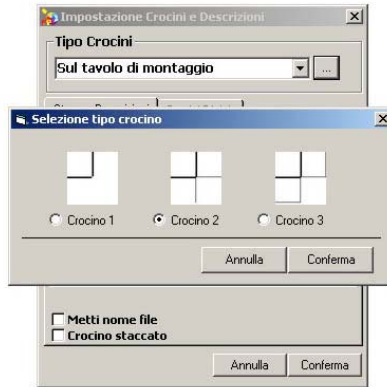 Impostazione Crocini e Descrizioni
Tipo Crocini
Sul tavolo di montaggio
...
Selezione tipo crocino
Crocino 1
Crocino 2
Crocino 3
Annulla
Conferma
Metti nome file
Crocino staccato
Annulla
Conferma